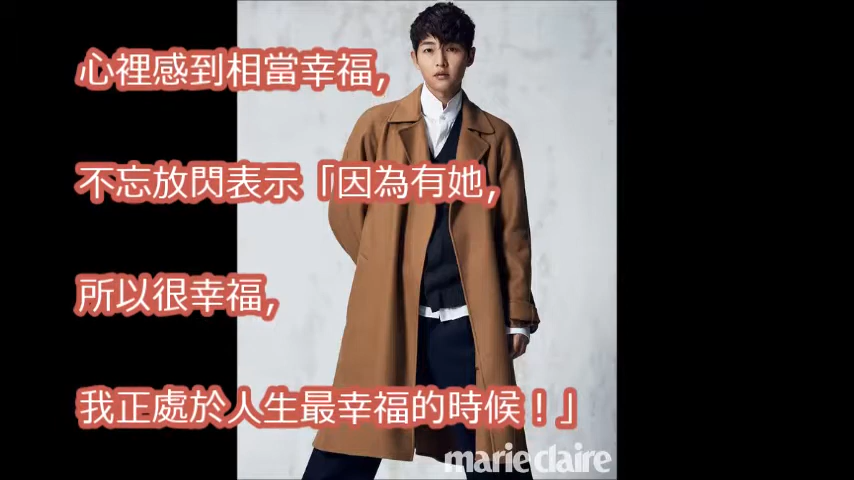 心裡感到相當幸福，
不忘放閃表示「因為有她，
所以很幸福，
我正處於人生最幸福的時候！」
marie claire